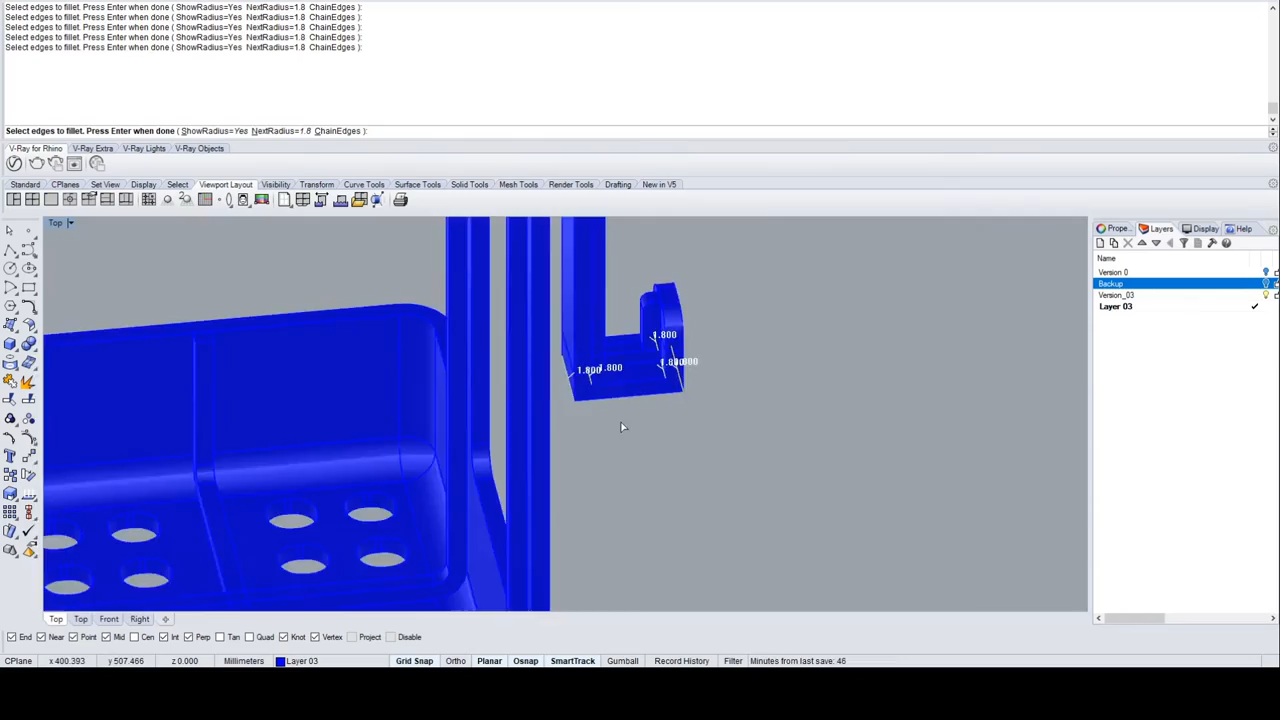 Select edges to fillet. Press Enter when done ( ShowRadius=Yes  NextRadius=1.8  ChainEdges ):
Select edges to fillet. Press Enter when done ( ShowRadius=Yes  NextRadius=1.8  ChainEdges ):
Select edges to fillet. Press Enter when done ( ShowRadius=Yes  NextRadius=1.8  ChainEdges ):
Select edges to fillet. Press Enter when done ( ShowRadius=Yes  NextRadius=1.8  ChainEdges ):
Select edges to fillet. Press Enter when done ( ShowRadius=Yes  NextRadius=1.8  ChainEdges ):
Select edges to fillet. Press Enter when done ( ShowRadius=Yes  NextRadius=1.8  ChainEdges ):
V-Ray for Rhino V-Ray Extra V-Ray Lights V-Ray Objects
Standard CPlanes Set View Display Select Viewport Layout Visibility Transform Curve Tools Surface Tools Solid Tools Mesh Tools Render Tools Drafting New in V5
Top
Prope... Layers Display Help
Name
Version 0
Backup
Version_03
Layer 03
1.800
1.800
1.800
Top Top Front Right
End Near Point Mid Cen Int Perp Tan Quad Knot Vertex Project Disable
CPlane x 400.393 y 507.466 z 0.000 Millimeters Layer 03 Grid Snap Ortho Planar Osnap SmartTrack Gumball Record History Filter Minutes from last save: 46